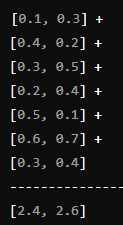 [0.1, 0.3] +
[0.4, 0.2] +
[0.3, 0.5] +
[0.2, 0.4] +
[0.5, 0.1] +
[0.6, 0.7] +
[0.3, 0.4]
---------------
[2.4, 2.6]